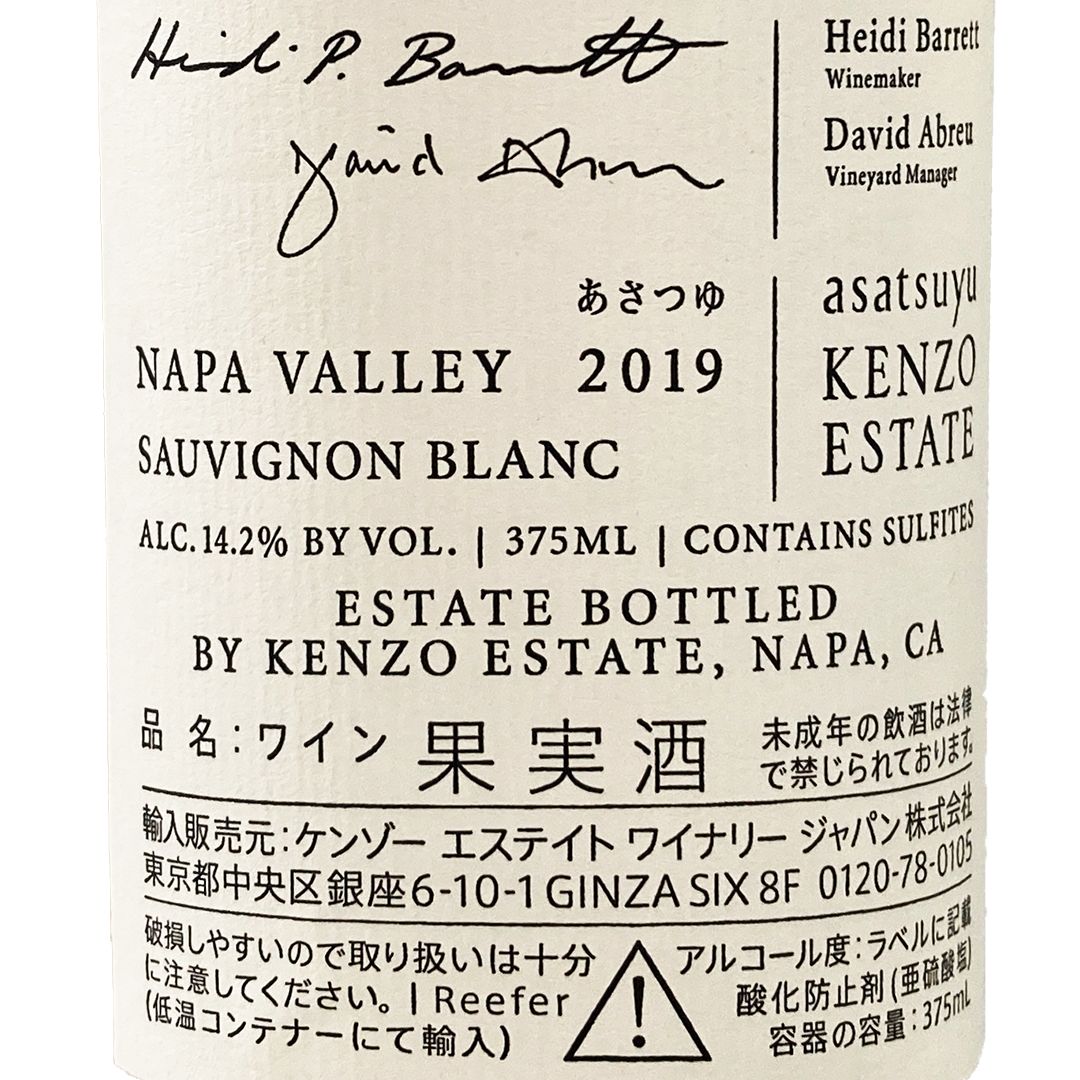 Heidi P. Barrett
David Abreu
Heidi Barrett
Winemaker
David Abreu
Vineyard Manager
あさつゆ
NAPA VALLEY 2019
SAUVIGNON BLANC
asatsuyu
KENZO
ESTATE
ALC. 14.2% BY VOL. | 375ML | CONTAINS SULFITES
ESTATE BOTTLED
BY KENZO ESTATE, NAPA, CA
品 名：ワイン 果実酒
未成年の飲酒は法律
で禁じられております。
輸入販売元：ケンゾー エステイト ワイナリー ジャパン株式会社
東京都中央区銀座6-10-1 GINZA SIX 8F 0120-78-0105
破損しやすいので取り扱いは十分
に注意してください。 | Reefer
(低温コンテナーにて輸入)
!
アルコール度：ラベルに記載
酸化防止剤(亜硫酸塩)
容器の容量：375mL